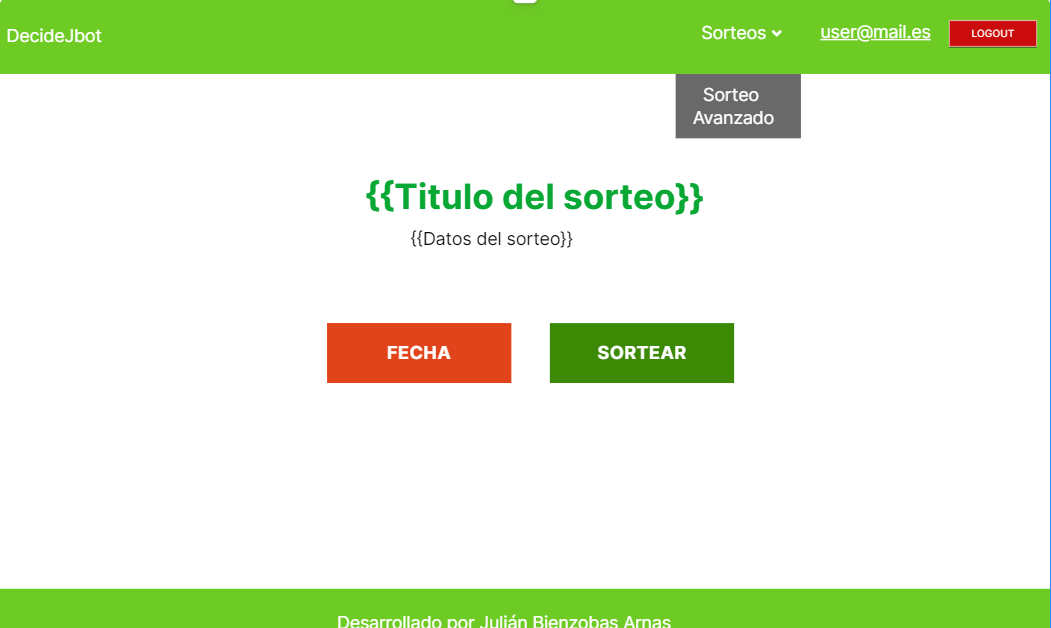 DecideJbot
Sorteos
user@mail.es
LOGOUT
Sorteo
Avanzado
{{Titulo del sorteo}}
{{Datos del sorteo}}
FECHA
SORTEAR
Desarrollado por Julián Bienzobas Arnas